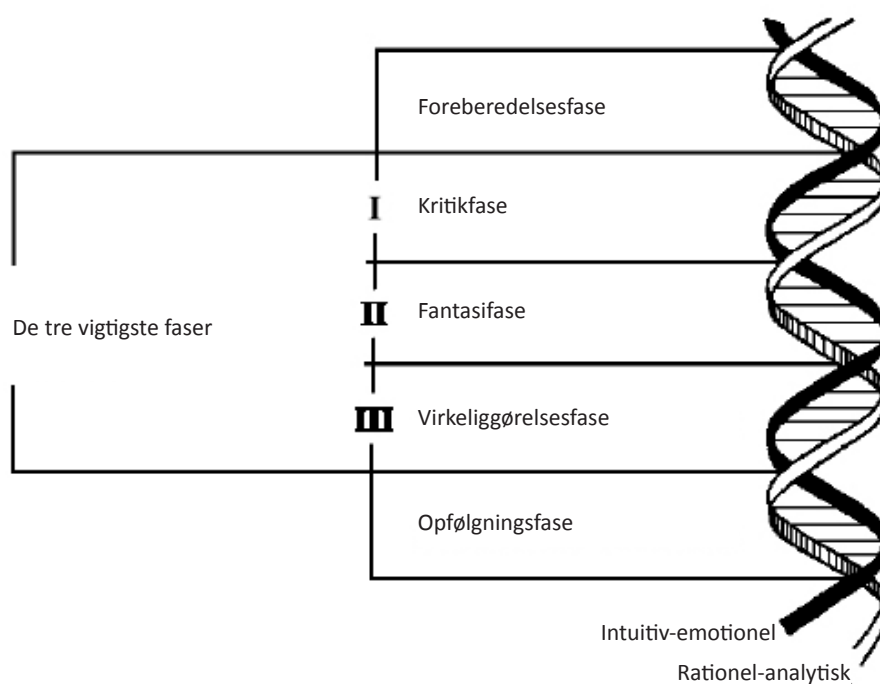 Foreberedelsesfase
I Kritikfase
II Fantasifase
De tre vigtigste faser
III Virkeliggørelsesfase
Opfølgningsfase
Intuitiv-emotionel
Rationel-analytisk